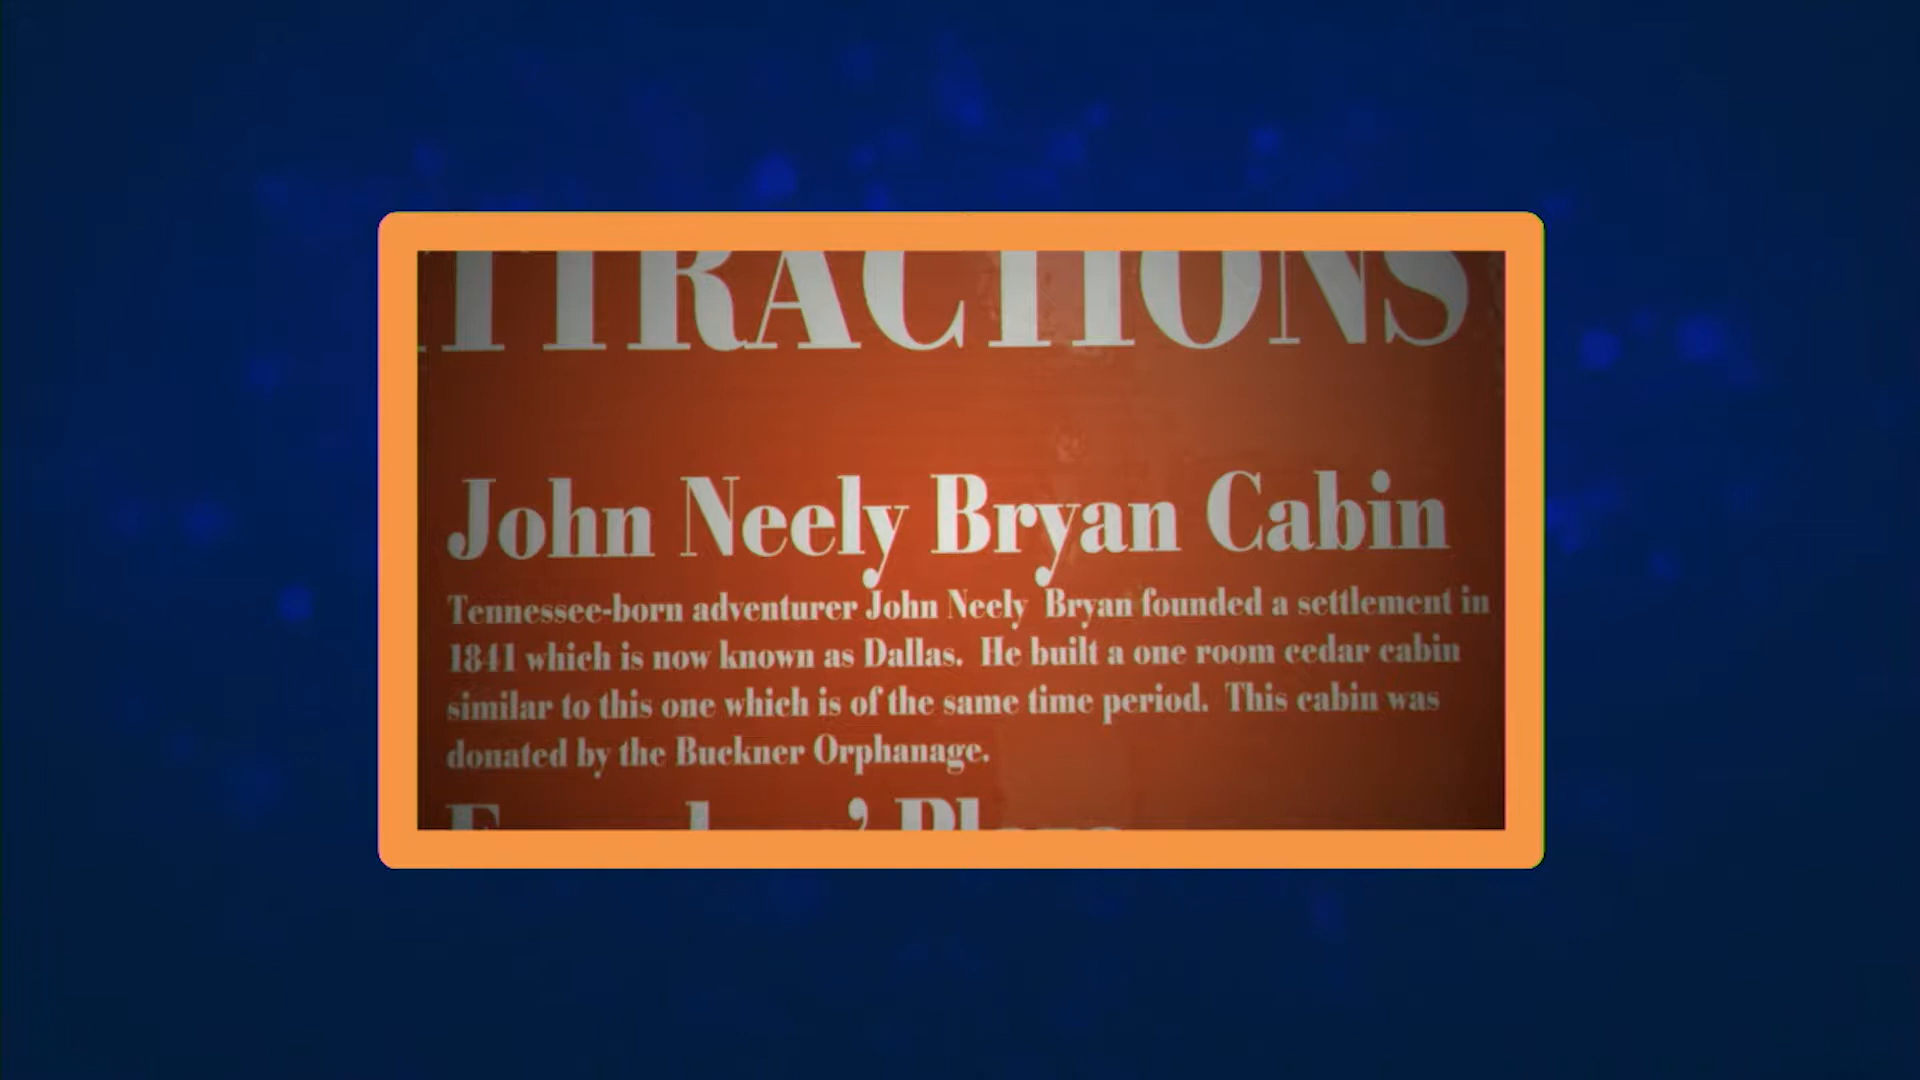 TTRACTIONS
John Neely Bryan Cabin
Tennessee-born adventurer John Neely Bryan founded a settlement in
1841 which is now known as Dallas. He built a one room cedar cabin
similar to this one which is of the same time period. This cabin was
donated by the Buckner Orphanage.